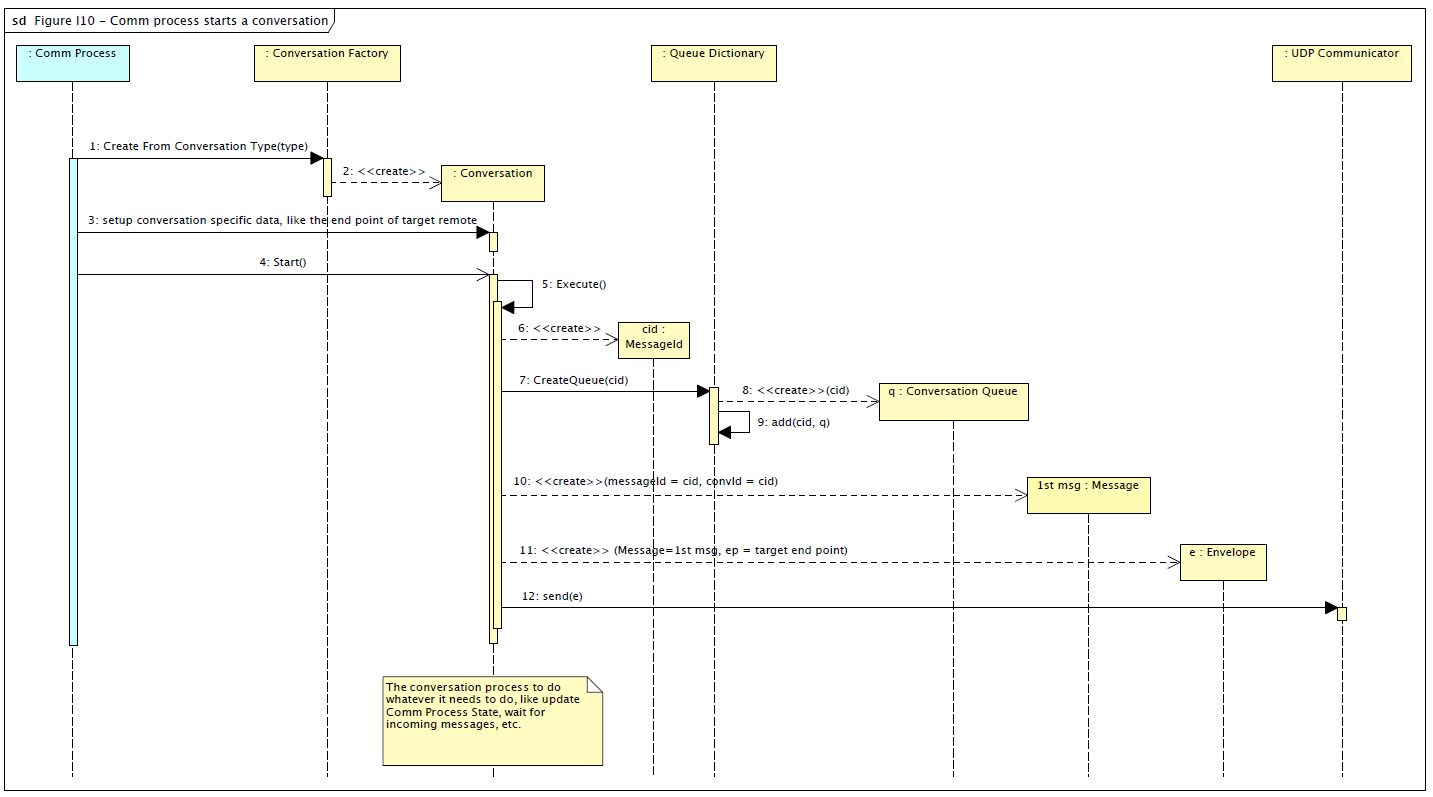 sd Figure I10 – Comm process starts a conversation
: Comm Process
: Conversation Factory
: Queue Dictionary
: UDP Communicator
1: Create From Conversation Type(type)
2: <<create>>
: Conversation
3: setup conversation specific data, like the end point of target remote
4: Start()
5: Execute()
6: <<create>>
cid :
MessageId
7: CreateQueue(cid)
8: <<create>>(cid)
q : Conversation Queue
9: add(cid, q)
10: <<create>>(messageId = cid, convId = cid)
1st msg : Message
11: <<create>> (Message=1st msg, ep = target end point)
e : Envelope
12: send(e)
The conversation process to do
whatever it needs to do, like update
Comm Process State, wait for
incoming messages, etc.